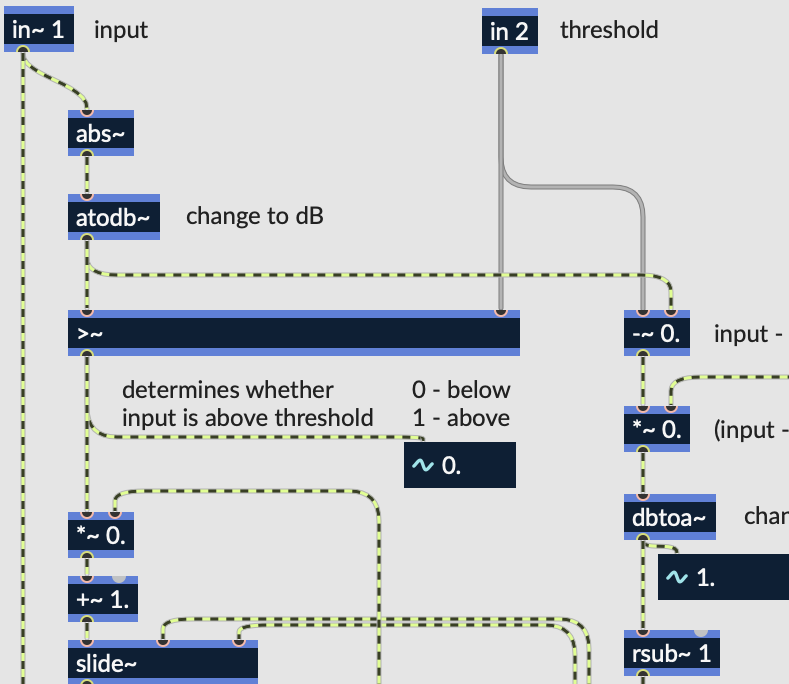 in~ 1
input
in 2
threshold
abs~
atodb~
change to dB
>~
-~ 0.
input -
determines whether
input is above threshold
0 - below
1 - above
*~ 0.
(input -
0.
*~ 0.
dbtoa~
char
1.
+~ 1.
slide~
rsub~ 1